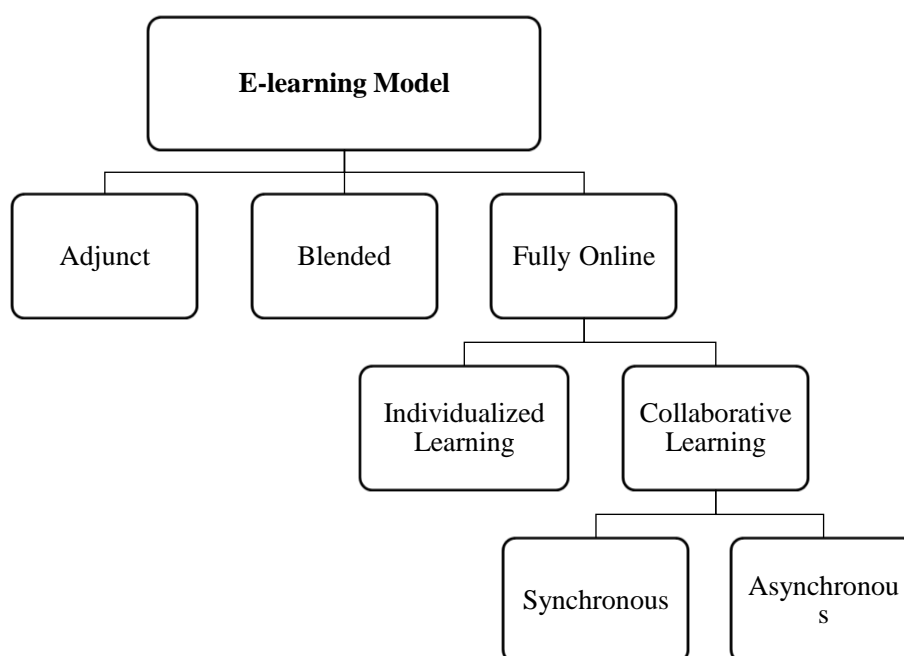 E-learning Model
Adjunct
Blended
Fully Online
Individualized
Learning
Collaborative
Learning
Synchronous
Asynchronou
s